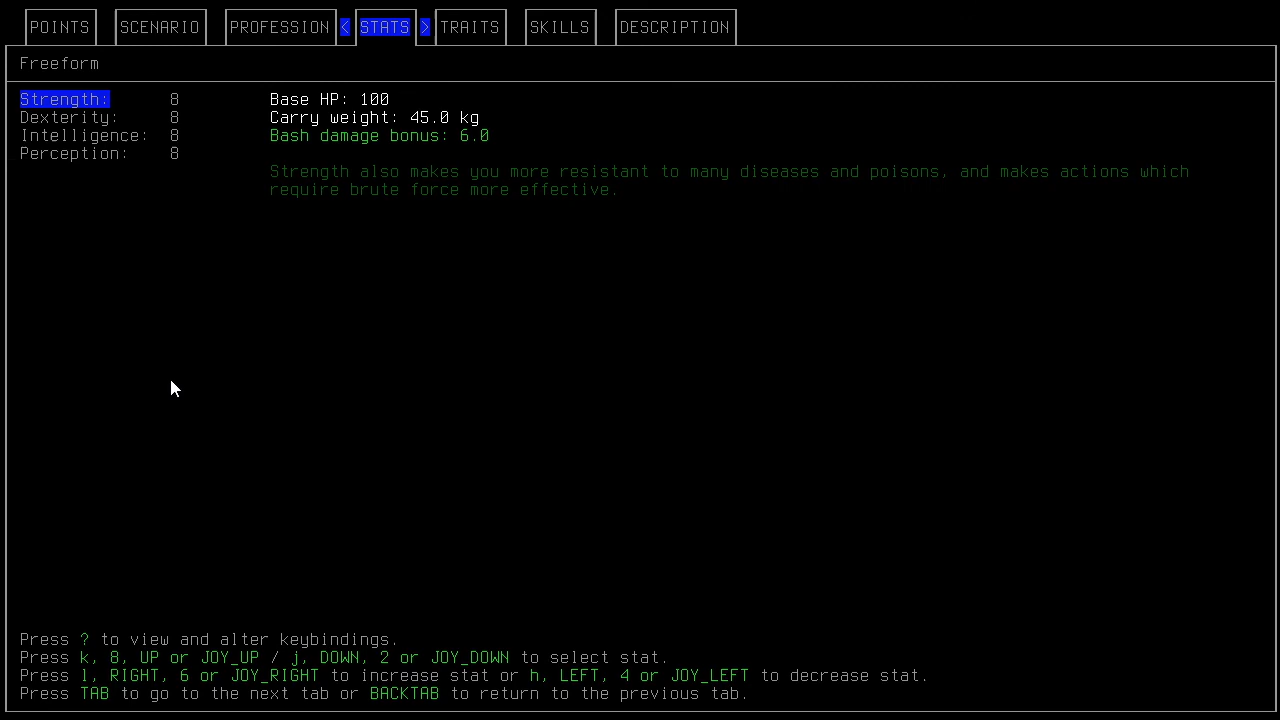 POINTS SCENARIO PROFESSION < STATS > TRAITS SKILLS DESCRIPTION
Freeform
Strength: 8 Base HP: 100
Dexterity: 8 Carry weight: 45.0 kg
Intelligence: 8 Bash damage bonus: 6.0
Perception: 8
Strength also makes you more resistant to many diseases and poisons, and makes actions which
require brute force more effective.
Press ? to view and alter keybindings.
Press k, 8, UP or JOY_UP / j, DOWN, 2 or JOY_DOWN to select stat.
Press l, RIGHT, 6 or JOY_RIGHT to increase stat or h, LEFT, 4 or JOY_LEFT to decrease stat.
Press TAB to go to the next tab or BACKTAB to return to the previous tab.